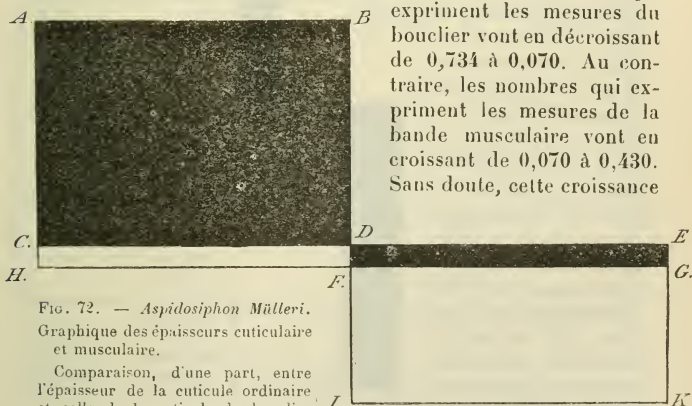 A
B
expriment les mesures du
bouclier vont en décroissant
de 0,734 à 0,070. Au con-
traire, les nombres qui ex-
priment les mesures de la
bande musculaire vont en
croissant de 0,070 à 0,430.
Sans doute, cette croissance
C.
D
E
H.
F.
G.
FIG. 72. — Aspidosiphon Mülleri.
Graphique des épaisseurs cuticulaire
et musculaire.
Comparaison, d'une part, entre
l'épaisseur de la cuticule ordinaire
I
K